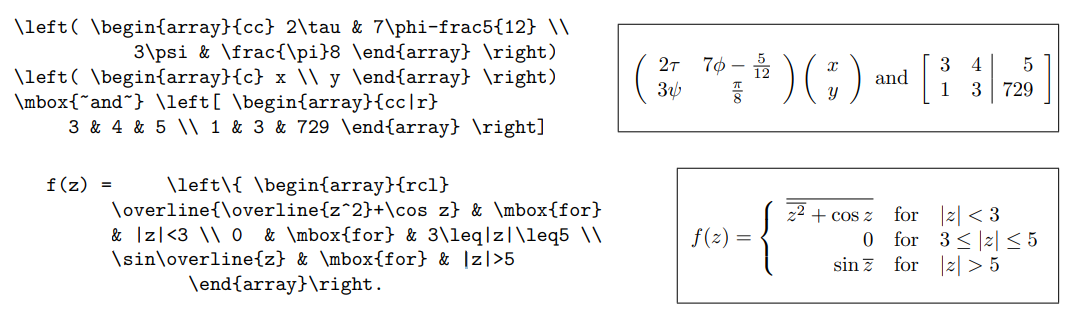 \left( \begin{array}{cc} 2\tau & 7\phi-frac5{12} \\
3\psi & \frac{\pi}8 \end{array} \right)
\left( \begin{array}{c} x \\ y \end{array} \right)
\mbox{~and~} \left[ \begin{array}{cc|r}
3 & 4 & 5 \\ 1 & 3 & 729 \end{array} \right]
( 2τ 7ϕ − 5/12 ) ( x ) and [ 3 4 | 5 ]
( 3ψ π/8 ) ( y ) [ 1 3 | 729 ]
f(z) = \left\{ \begin{array}{rcl}
\overline{\overline{z^2}+\cos z} & \mbox{for}
& |z|<3 \\ 0 & \mbox{for} & 3\leq|z|\leq5 \\
\sin\overline{z} & \mbox{for} & |z|>5
\end{array}\right.
f(z) = {
z̅²̅ + cos z for |z| < 3
0 for 3 ≤ |z| ≤ 5
sin z̅ for |z| > 5